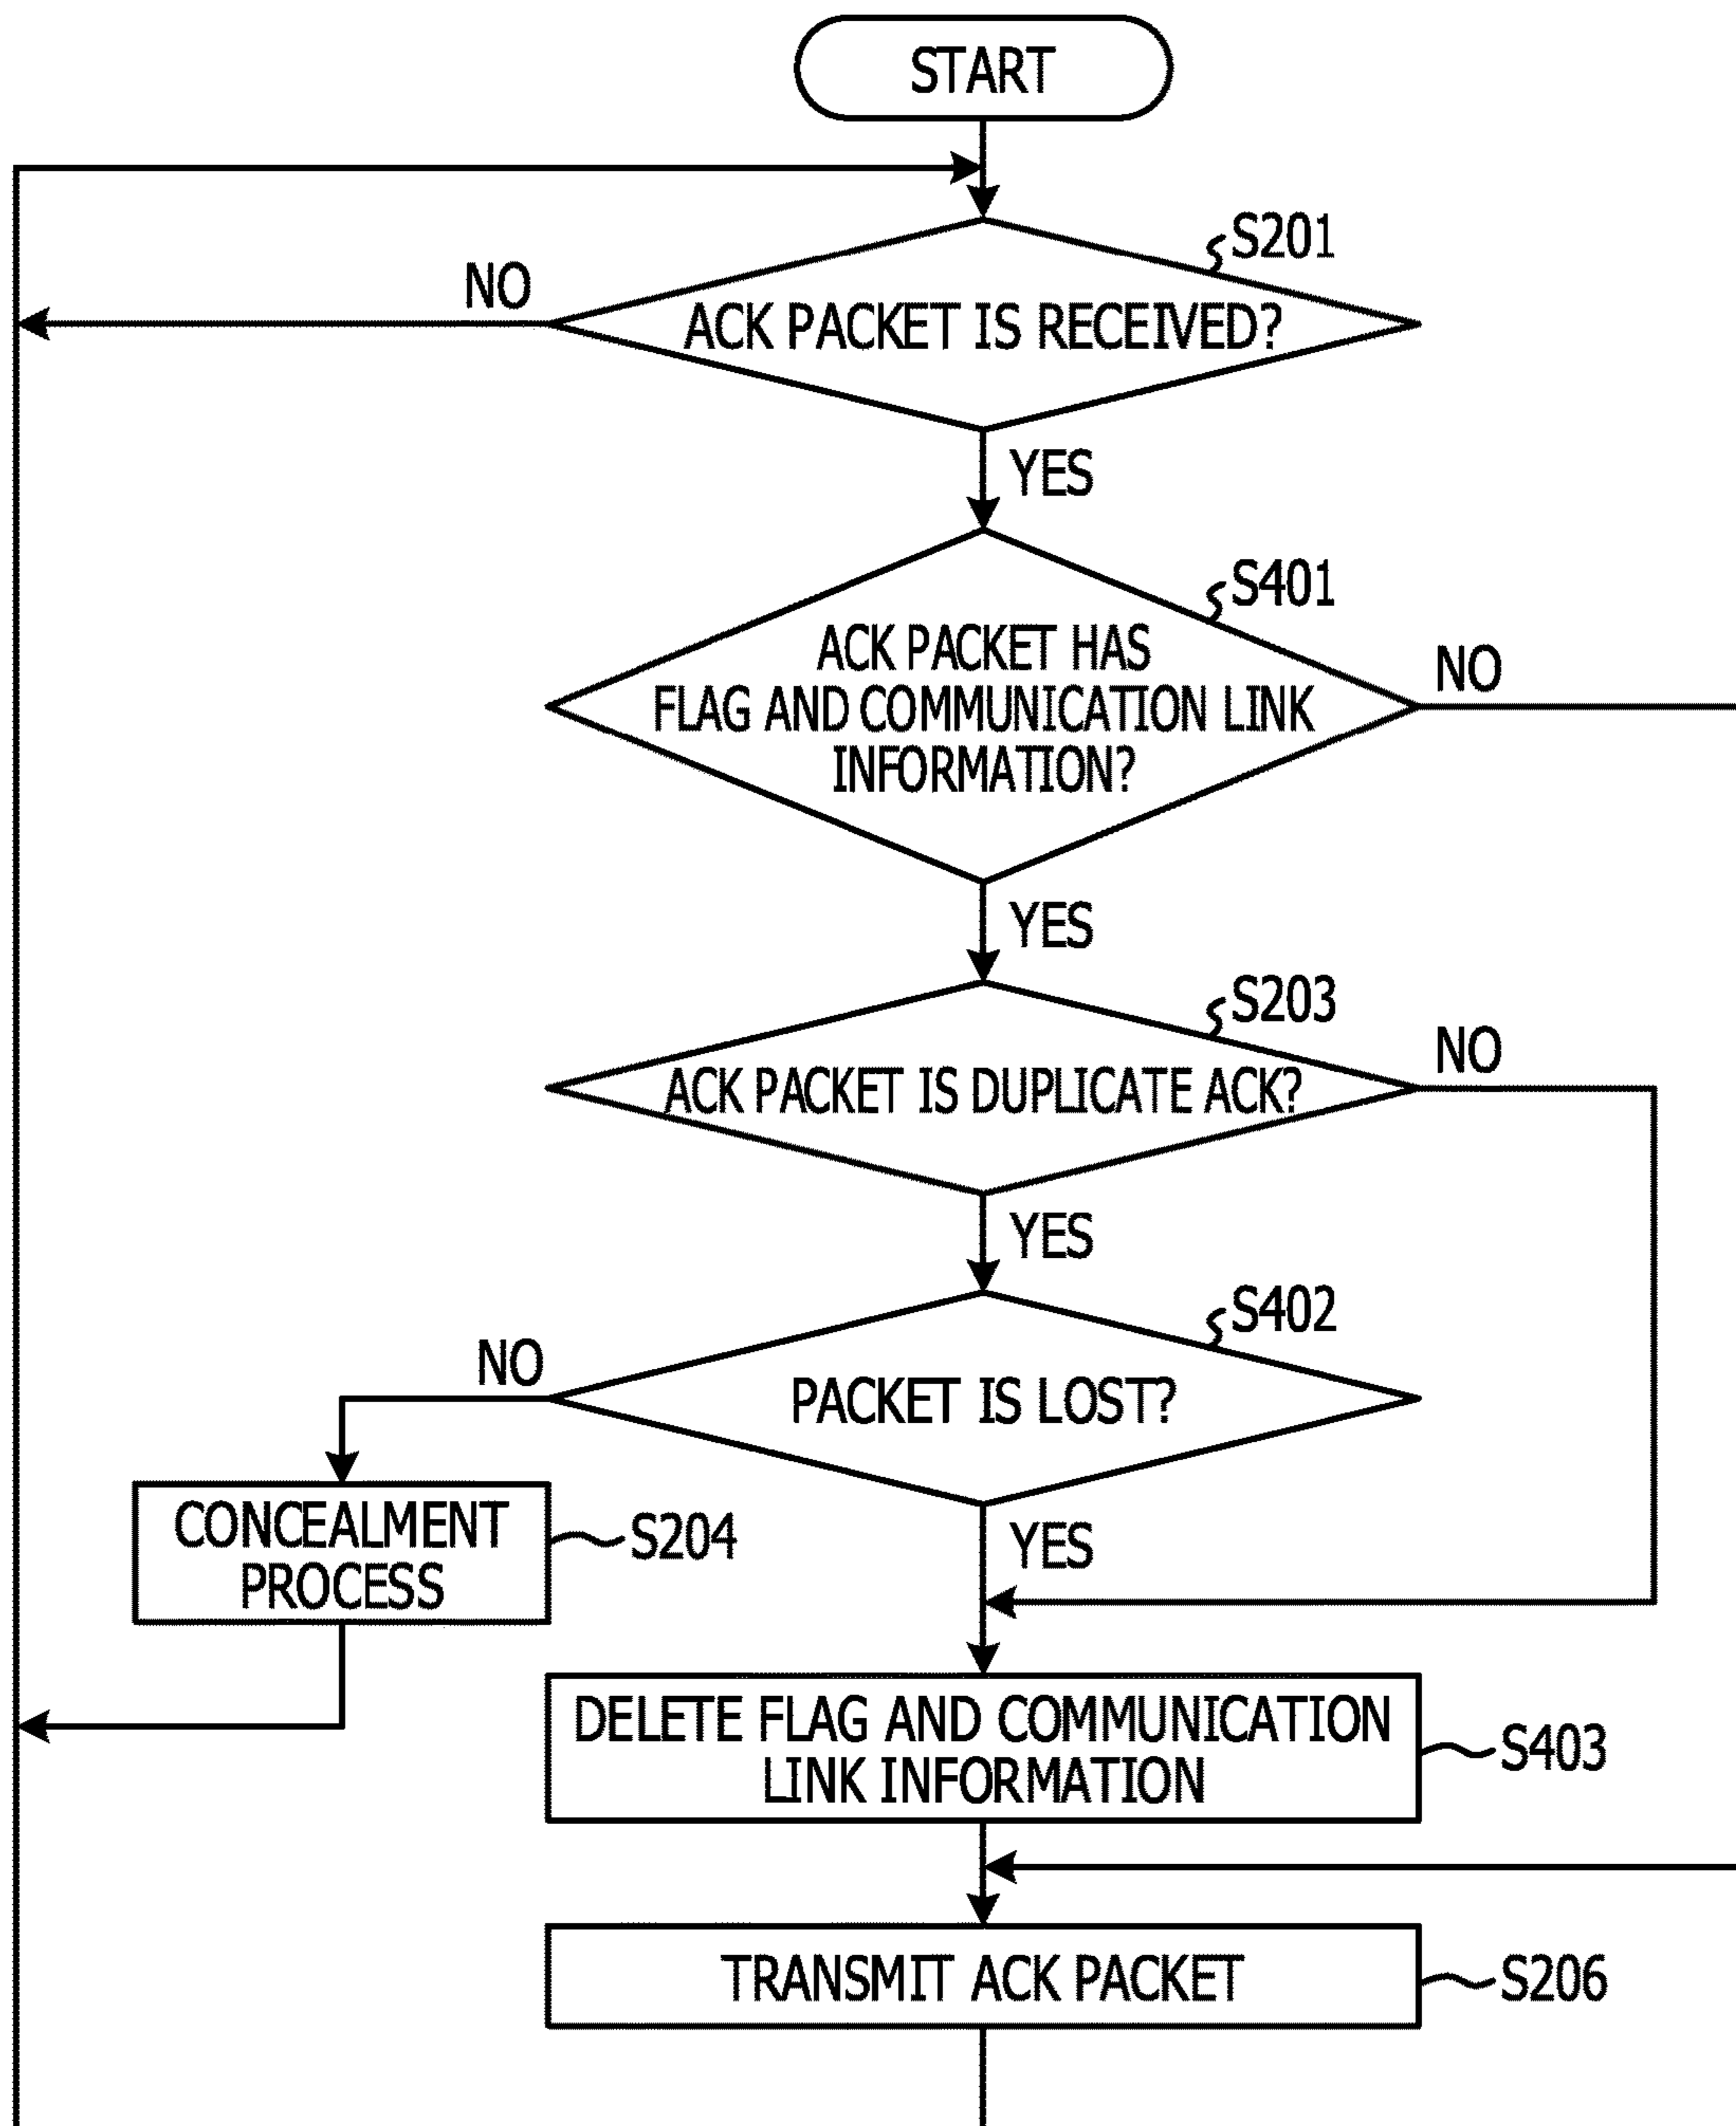 START
S201
NO
ACK PACKET IS RECEIVED?
YES
S401
ACK PACKET HAS
FLAG AND COMMUNICATION LINK
INFORMATION?
NO
YES
S203
NO
ACK PACKET IS DUPLICATE ACK?
YES
S402
NO
PACKET IS LOST?
CONCEALMENT
PROCESS
S204
YES
DELETE FLAG AND COMMUNICATION
LINK INFORMATION
S403
TRANSMIT ACK PACKET
S206